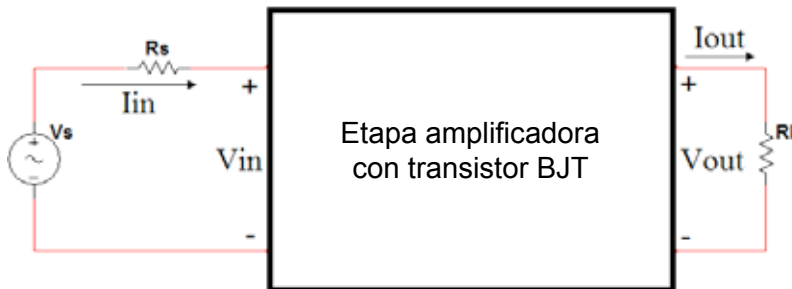 Rs
Iout
+
+
Iin
Vs
Vin
Etapa amplificadora
con transistor BJT
Vout
-
-